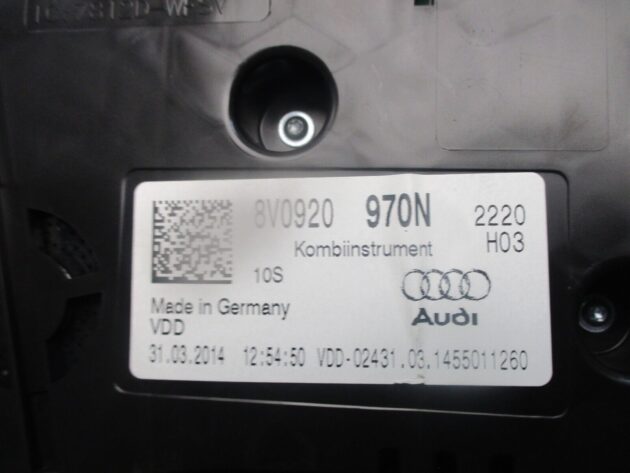 8V0920 970N 2220
Kombiinstrument H03
10S
Audi
Made in Germany
VDD
31.03.2014 12:54:50 VDD-02431.03.1455011260